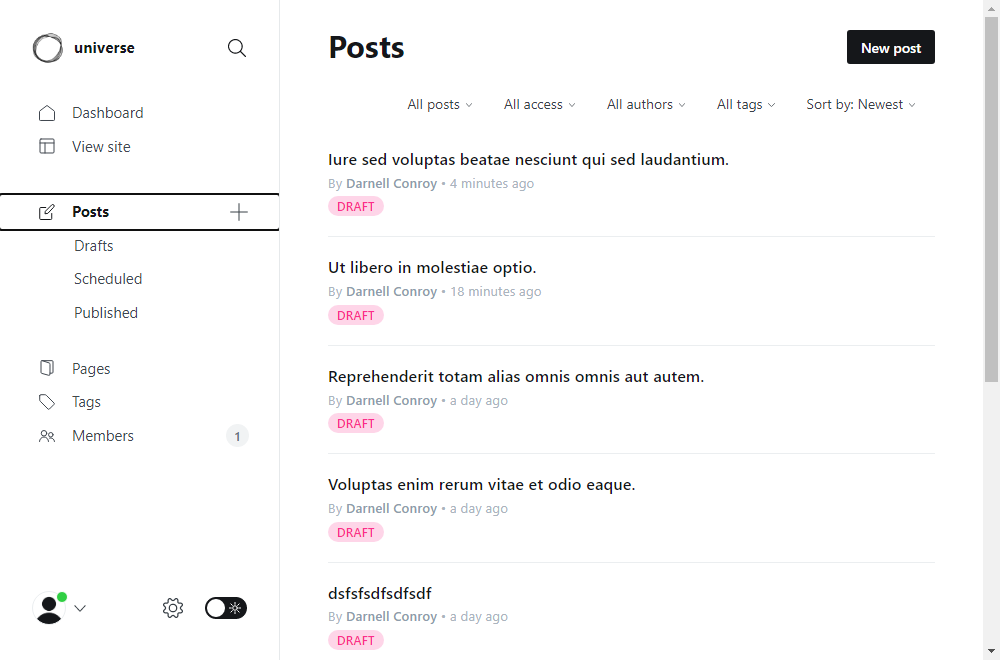 universe
Dashboard
View site
Posts
Drafts
Scheduled
Published
Pages
Tags
Members
1
Posts
New post
All posts
All access
All authors
All tags
Sort by: Newest
Iure sed voluptas beatae nesciunt qui sed laudantium.
By Darnell Conroy • 4 minutes ago
DRAFT
Ut libero in molestiae optio.
By Darnell Conroy • 18 minutes ago
DRAFT
Reprehenderit totam alias omnis omnis aut autem.
By Darnell Conroy • a day ago
DRAFT
Voluptas enim rerum vitae et odio eaque.
By Darnell Conroy • a day ago
DRAFT
dsfsfsdfsdfsdf
By Darnell Conroy • a day ago
DRAFT